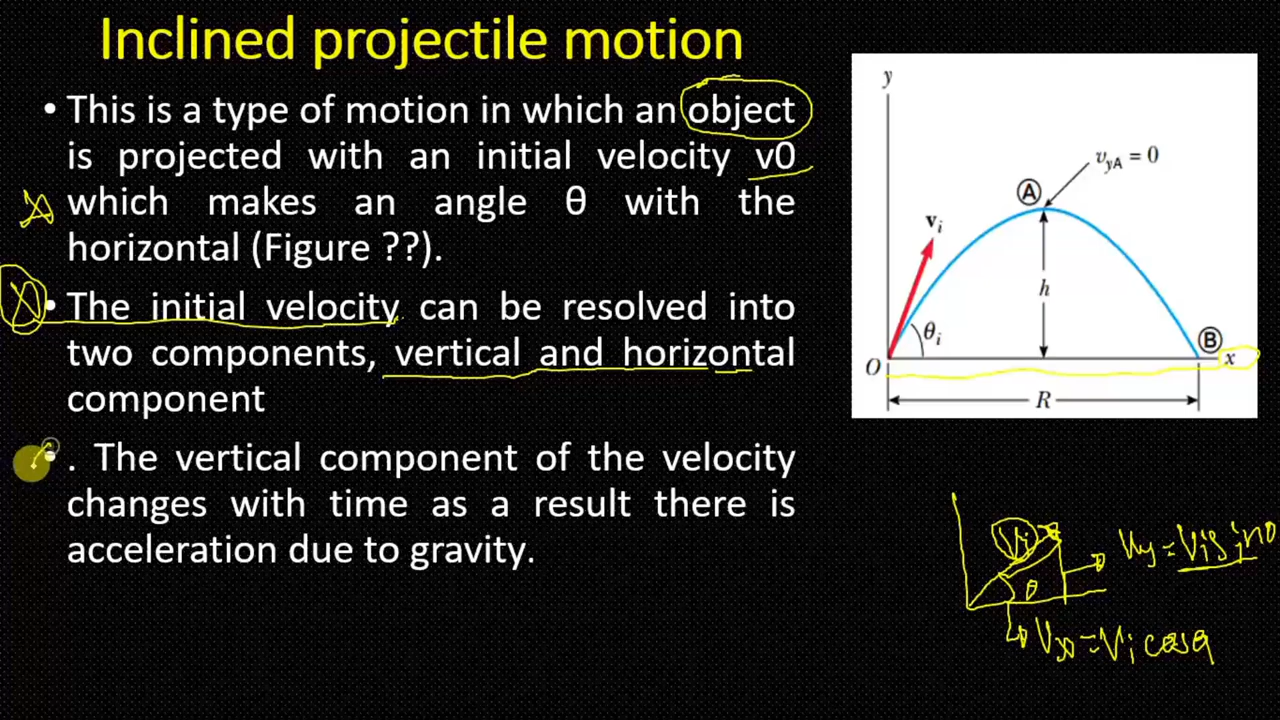 Inclined projectile motion
• This is a type of motion in which an object
is projected with an initial velocity v0
which makes an angle θ with the
horizontal (Figure ??).
• The initial velocity can be resolved into
two components, vertical and horizontal
component
. The vertical component of the velocity
changes with time as a result there is
acceleration due to gravity.
y
v_yA = 0
Ⓐ
v_i
h
θ_i
Ⓑ
O
x
R
Vi
θ
Vy = Vi sinθ
= Vi cosθ